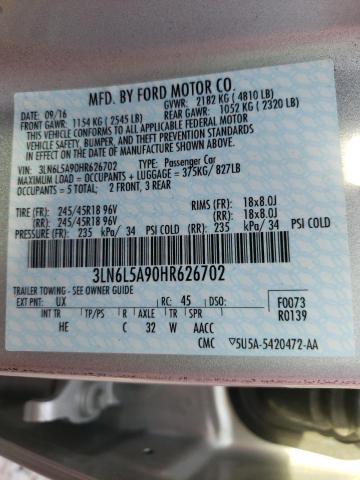 MFD. BY FORD MOTOR CO.
DATE: 09/16 GVWR: 2182 KG (4810 LB)
FRONT GAWR: 1154 KG (2545 LB) REAR GAWR: 1052 KG (2320 LB)
THIS VEHICLE CONFORMS TO ALL APPLICABLE FEDERAL MOTOR
VEHICLE SAFETY, BUMPER, AND THEFT PREVENTION STANDARDS
IN EFFECT ON THE DATE OF MANUFACTURE SHOWN ABOVE.
VIN: 3LN6L5A90HR626702 TYPE: Passenger Car
MAXIMUM LOAD = OCCUPANTS + LUGGAGE = 375KG / 827LB
OCCUPANTS = 5 TOTAL: 2 FRONT, 3 REAR
TIRE (FR): 245/45R18 96V RIMS (FR): 18x8.0J
(RR): 245/45R18 96V (RR): 18x8.0J
PRESSURE (FR): 235 kPa/ 34 PSI COLD (RR): 235 kPa/ 34 PSI COLD
3LN6L5A90HR626702
TRAILER TOWING - SEE OWNER GUIDE
EXT PNT: UX RC: 45 DSO: F0073
INT TR TP/PS R AXLE TR SPR R0139
HE C 32 W AACC
CMC 5U5A-5420472-AA